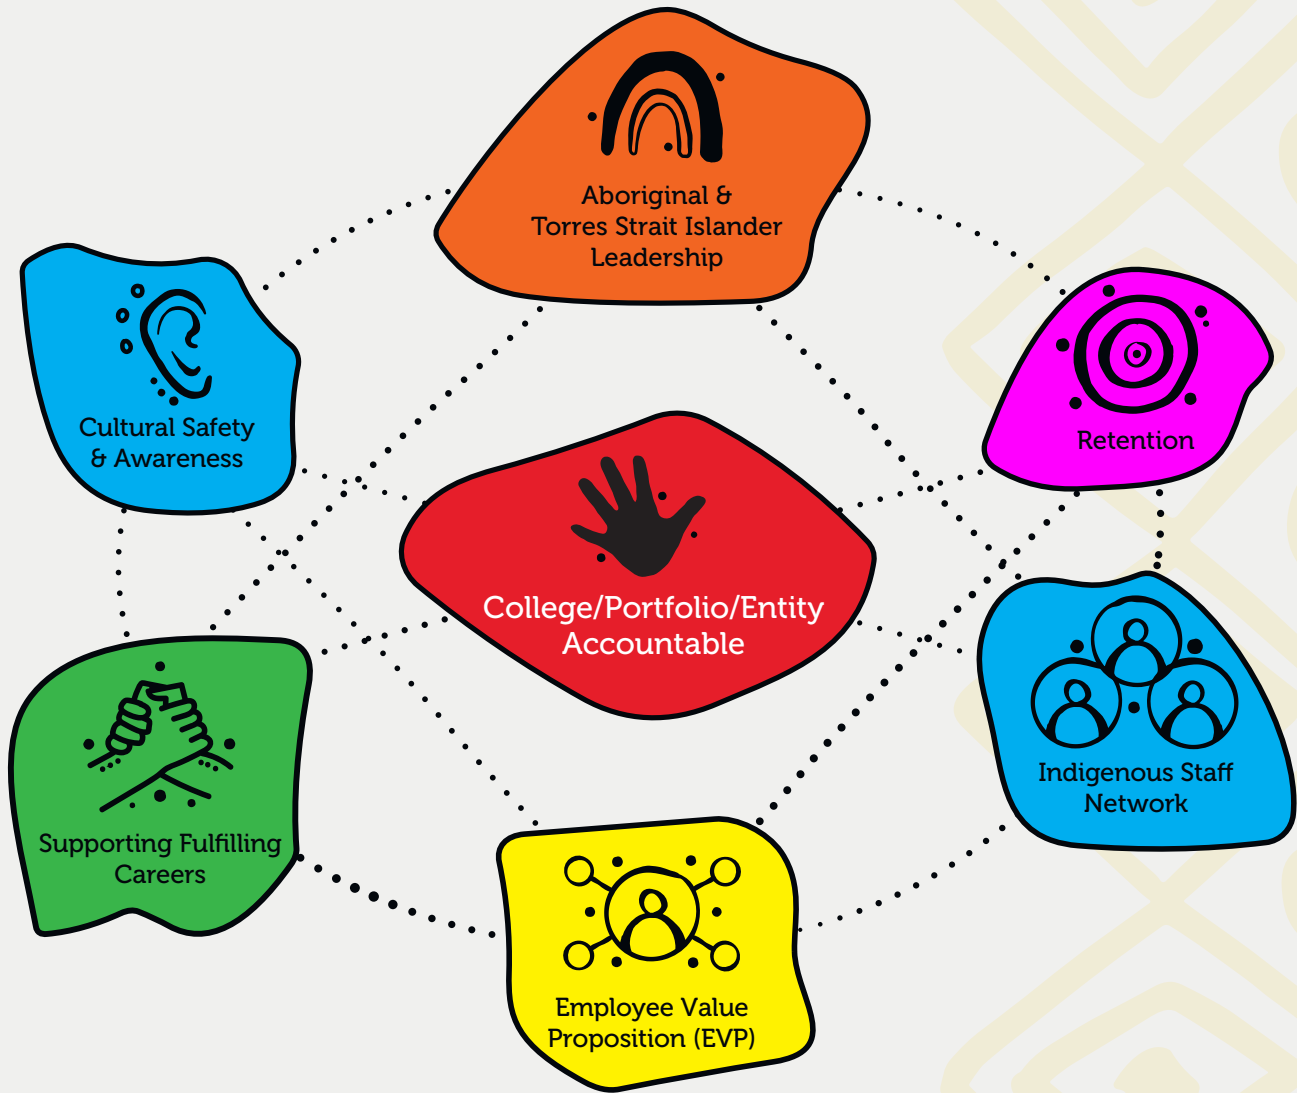 Aboriginal &
Torres Strait Islander
Leadership
Cultural Safety
& Awareness
Retention
College/Portfolio/Entity
Accountable
Indigenous Staff
Network
Supporting Fulfilling
Careers
Employee Value
Proposition (EVP)